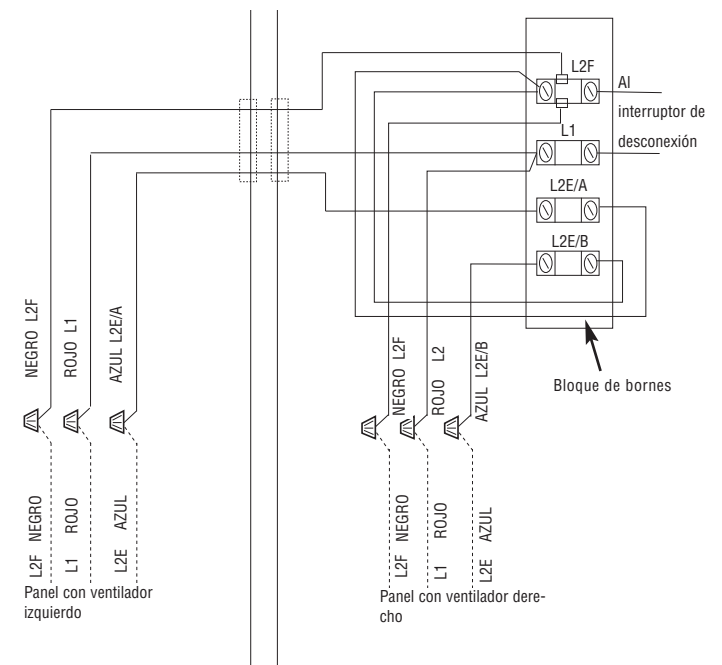 L2F
Al
interruptor de
desconexión
L1
L2E/A
L2E/B
Bloque de bornes
NEGRO L2F
ROJO L1
AZUL L2E/A
NEGRO L2F
ROJO L2
AZUL L2E/B
L2F NEGRO
L1 ROJO
L2E AZUL
Panel con ventilador
izquierdo
L2F NEGRO
L1 ROJO
L2E AZUL
Panel con ventilador dere-
cho